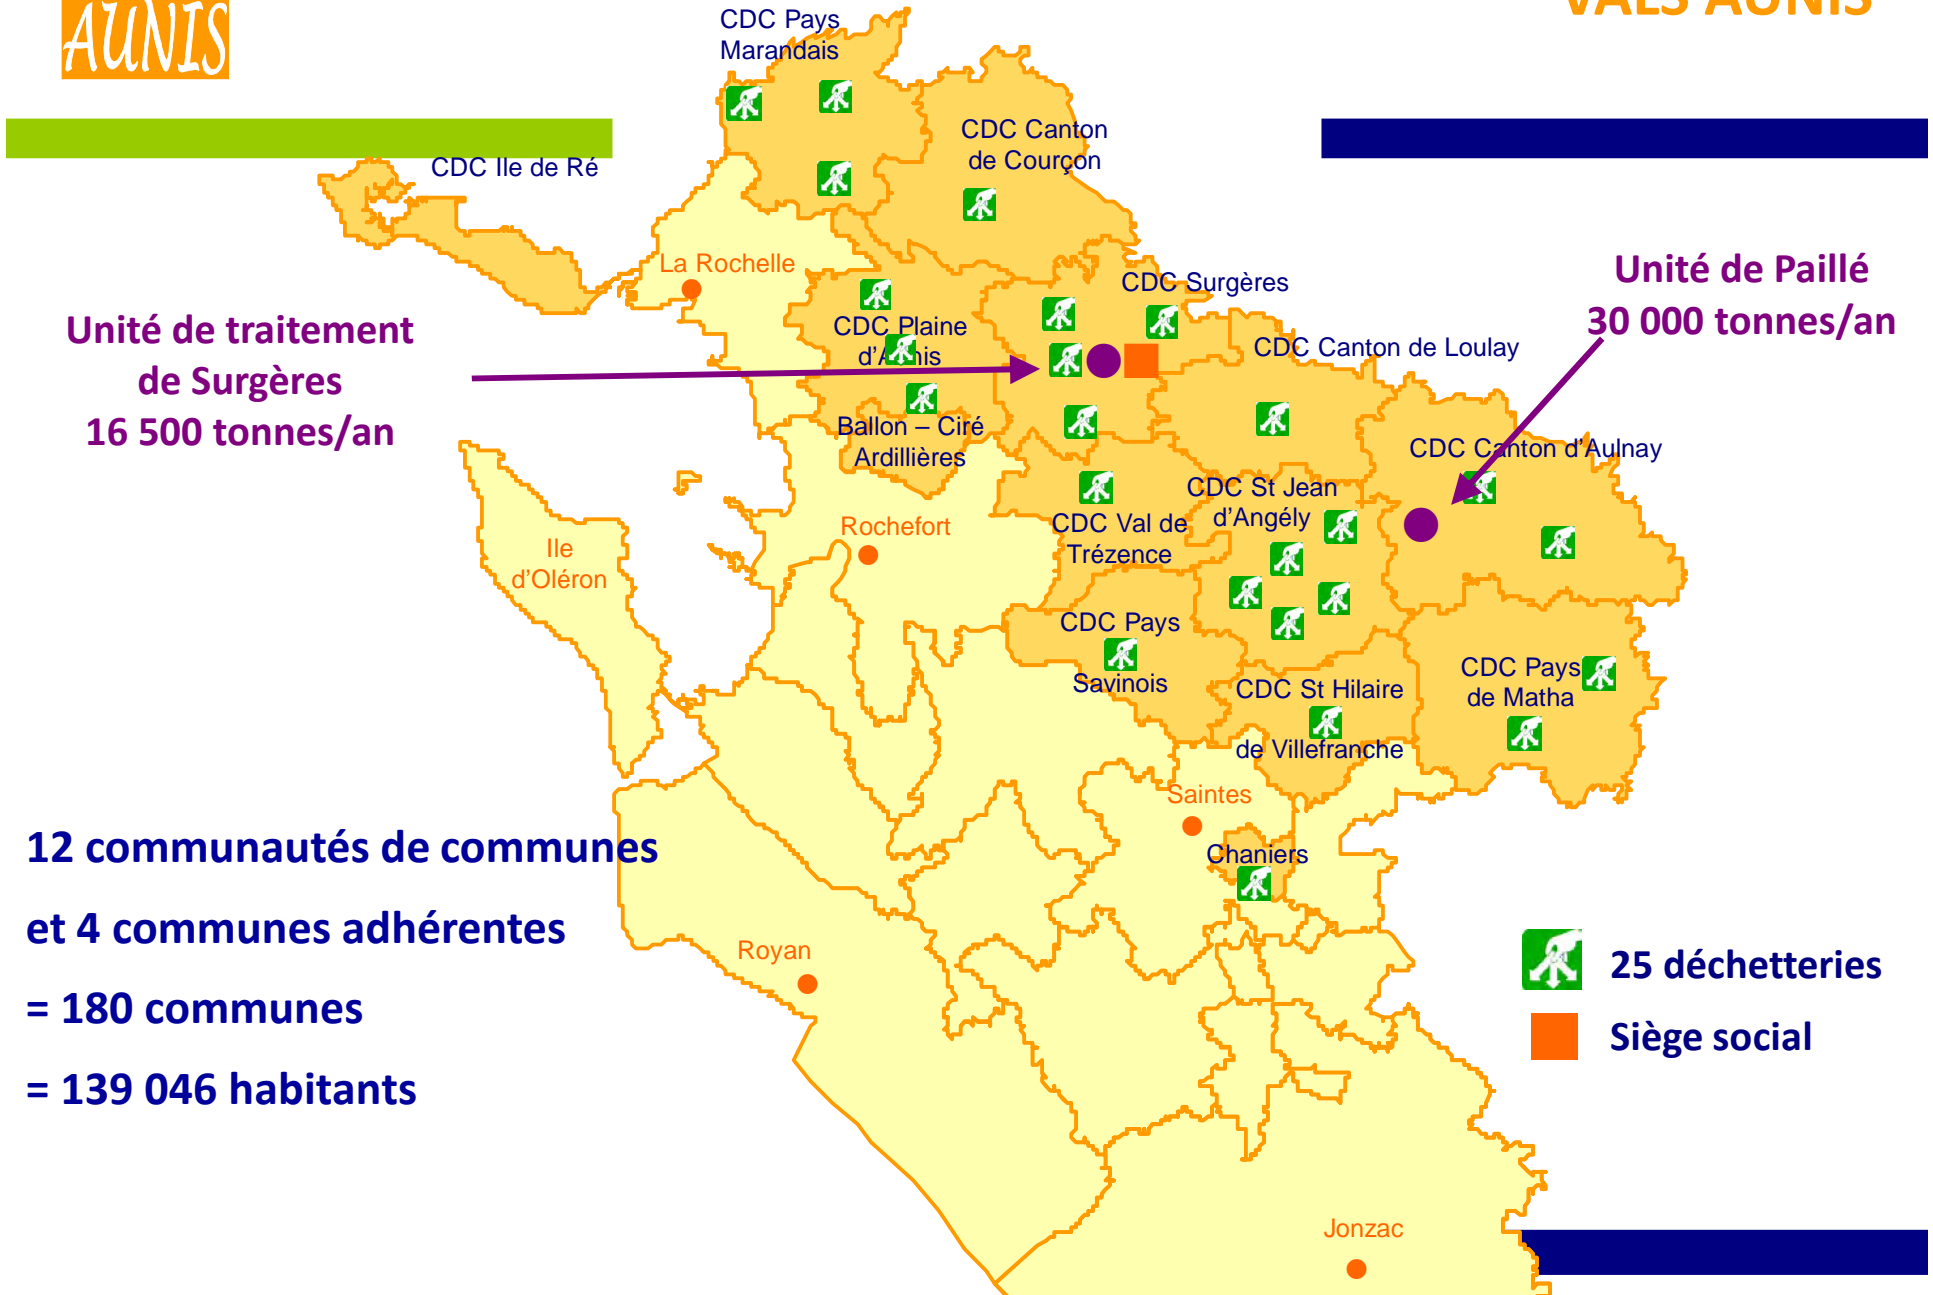 AUNIS
VALS AUNIS
CDC Pays
Marandais
CDC Canton
de Courçon
CDC Ile de Ré
La Rochelle
CDC Surgères
Unité de Paillé
30 000 tonnes/an
Unité de traitement
de Surgères
16 500 tonnes/an
CDC Plaine
d'Aunis
CDC Canton de Loulay
Ballon – Ciré
Ardillières
CDC Canton d'Aulnay
CDC St Jean
d'Angély
CDC Val de
Trézence
Rochefort
Ile
d'Oléron
CDC Pays
Savinois
CDC St Hilaire
de Villefranche
CDC Pays
de Matha
Saintes
Chaniers
12 communautés de communes
et 4 communes adhérentes
= 180 communes
= 139 046 habitants
Royan
25 déchetteries
Siège social
Jonzac